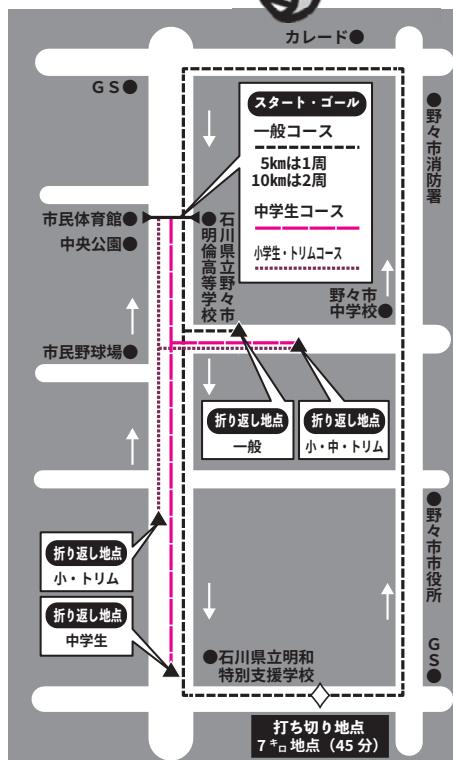 カレード●
GS●
●野々市消防署
スタート・ゴール
一般コース
5㎞は1周
10㎞は2周
中学生コース
小学生・トリムコース
市民体育館●
中央公園●
●石川県立野々市
明倫高等学校
野々市
中学校●
市民野球場●
折り返し地点
一般
折り返し地点
小・中・トリム
●野々市市役所
折り返し地点
小・トリム
折り返し地点
中学生
GS●
●石川県立明和
特別支援学校
打ち切り地点
7㌔地点（45分）